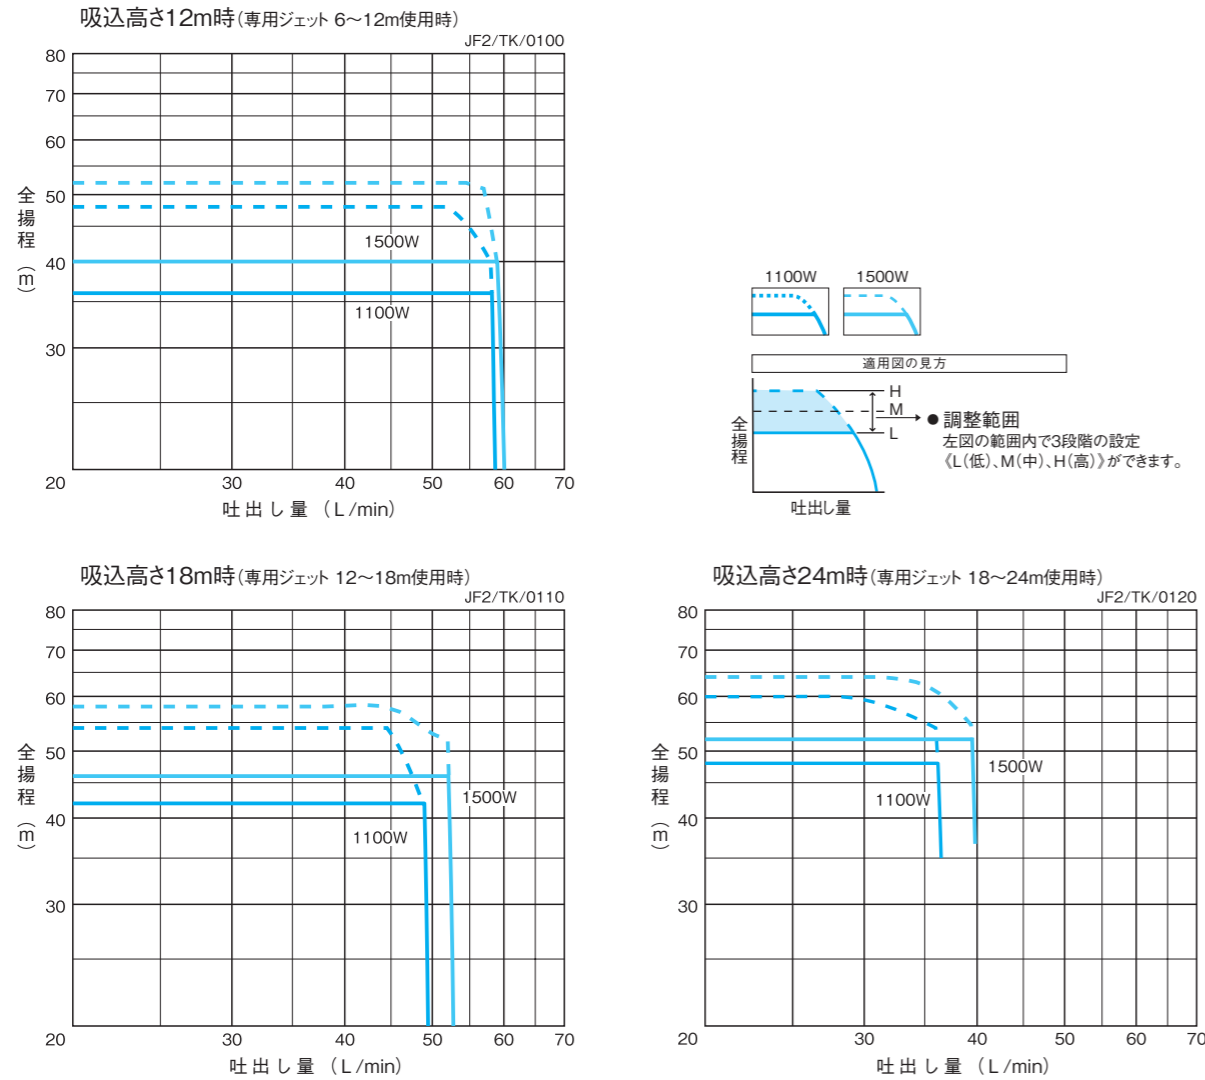 吸込高さ12m時(専用ジェット 6～12m使用時)
JF2/TK/0100
80
70
60
50
40
30
20
全揚程(m)
1500W
1100W
30 40 50 60 70
吐出し量 (L/min)
1100W 1500W
適用図の見方
全揚程
H
M
L
●調整範囲
左図の範囲内で3段階の設定
《L(低)、M(中)、H(高)》ができます。
吐出し量
吸込高さ18m時(専用ジェット 12～18m使用時)
JF2/TK/0110
80
70
60
50
40
30
20
全揚程(m)
1500W
1100W
30 40 50 60 70
吐出し量 (L/min)
吸込高さ24m時(専用ジェット 18～24m使用時)
JF2/TK/0120
80
70
60
50
40
30
20
全揚程(m)
1500W
1100W
30 40 50 60 70
吐出し量 (L/min)